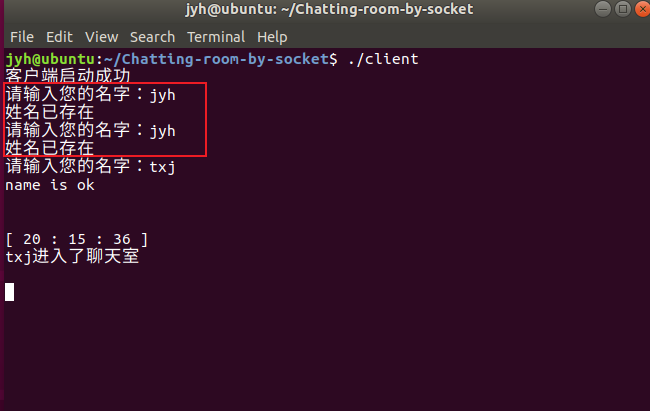 jyh@ubuntu: ~/Chatting-room-by-socket
File Edit View Search Terminal Help
jyh@ubuntu:~/Chatting-room-by-socket$ ./client
客户端启动成功
请输入您的名字：jyh
姓名已存在
请输入您的名字：jyh
姓名已存在
请输入您的名字：txj
name is ok
[ 20 : 15 : 36 ]
txj进入了聊天室